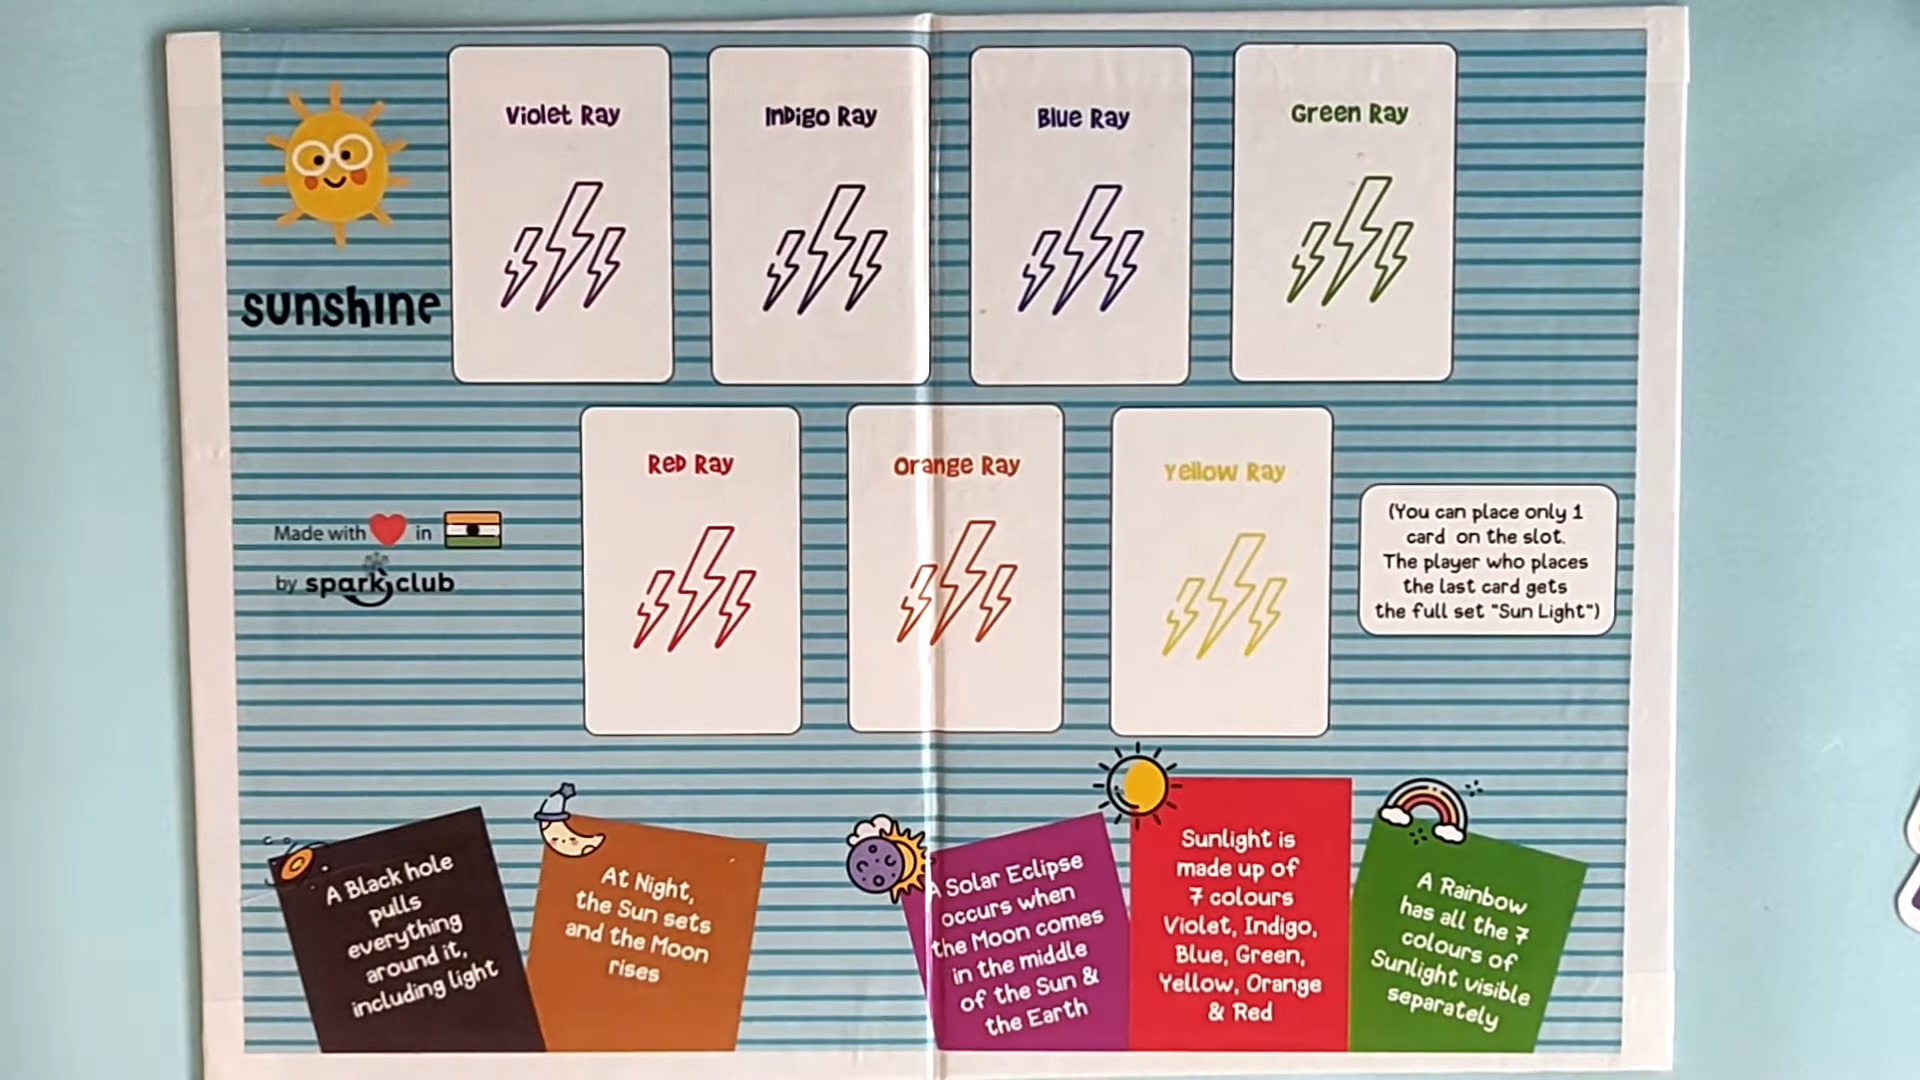 Violet Ray
Indigo Ray
Blue Ray
Green Ray
sunshine
Red Ray
Orange Ray
Yellow Ray
Made with in
by spark club
(You can place only 1
card on the slot.
The player who places
the last card gets
the full set "Sun Light")
A Black hole
pulls
everything
around it,
including light
At Night,
the Sun sets
and the Moon
rises
A Solar Eclipse
occurs when
the Moon comes
in the middle
of the Sun &
the Earth
Sunlight is
made up of
7 colours
Violet, Indigo,
Blue, Green,
Yellow, Orange
& Red
A Rainbow
has all the 7
colours of
Sunlight visible
separately